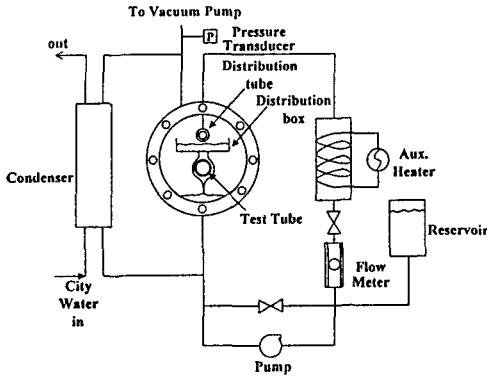 To Vacuum Pump
out
P
Pressure
Transducer
Distribution
tube
Distribution
box
Condenser
Aux.
Heater
Test Tube
Reservoir
City
Water
in
Flow
Meter
Pump